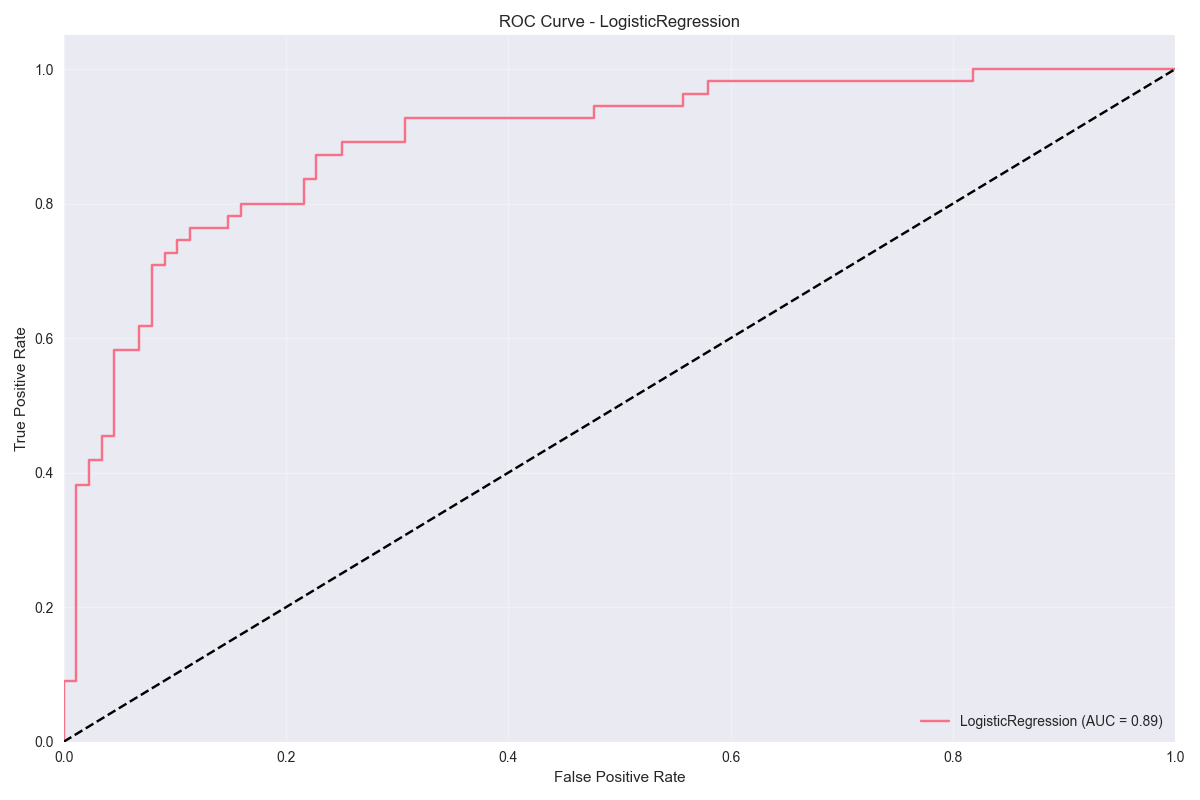 ROC Curve - LogisticRegression
1.0
0.8
0.6
0.4
0.2
0.0
True Positive Rate
LogisticRegression (AUC = 0.89)
0.0 0.2 0.4 0.6 0.8 1.0
False Positive Rate